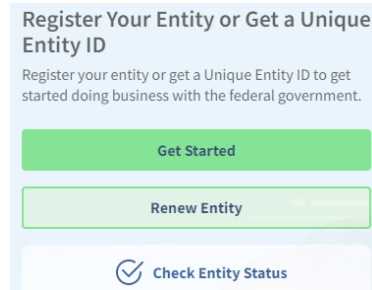 Register Your Entity or Get a Unique
Entity ID
Register your entity or get a Unique Entity ID to get
started doing business with the federal government.
Get Started
Renew Entity
Check Entity Status